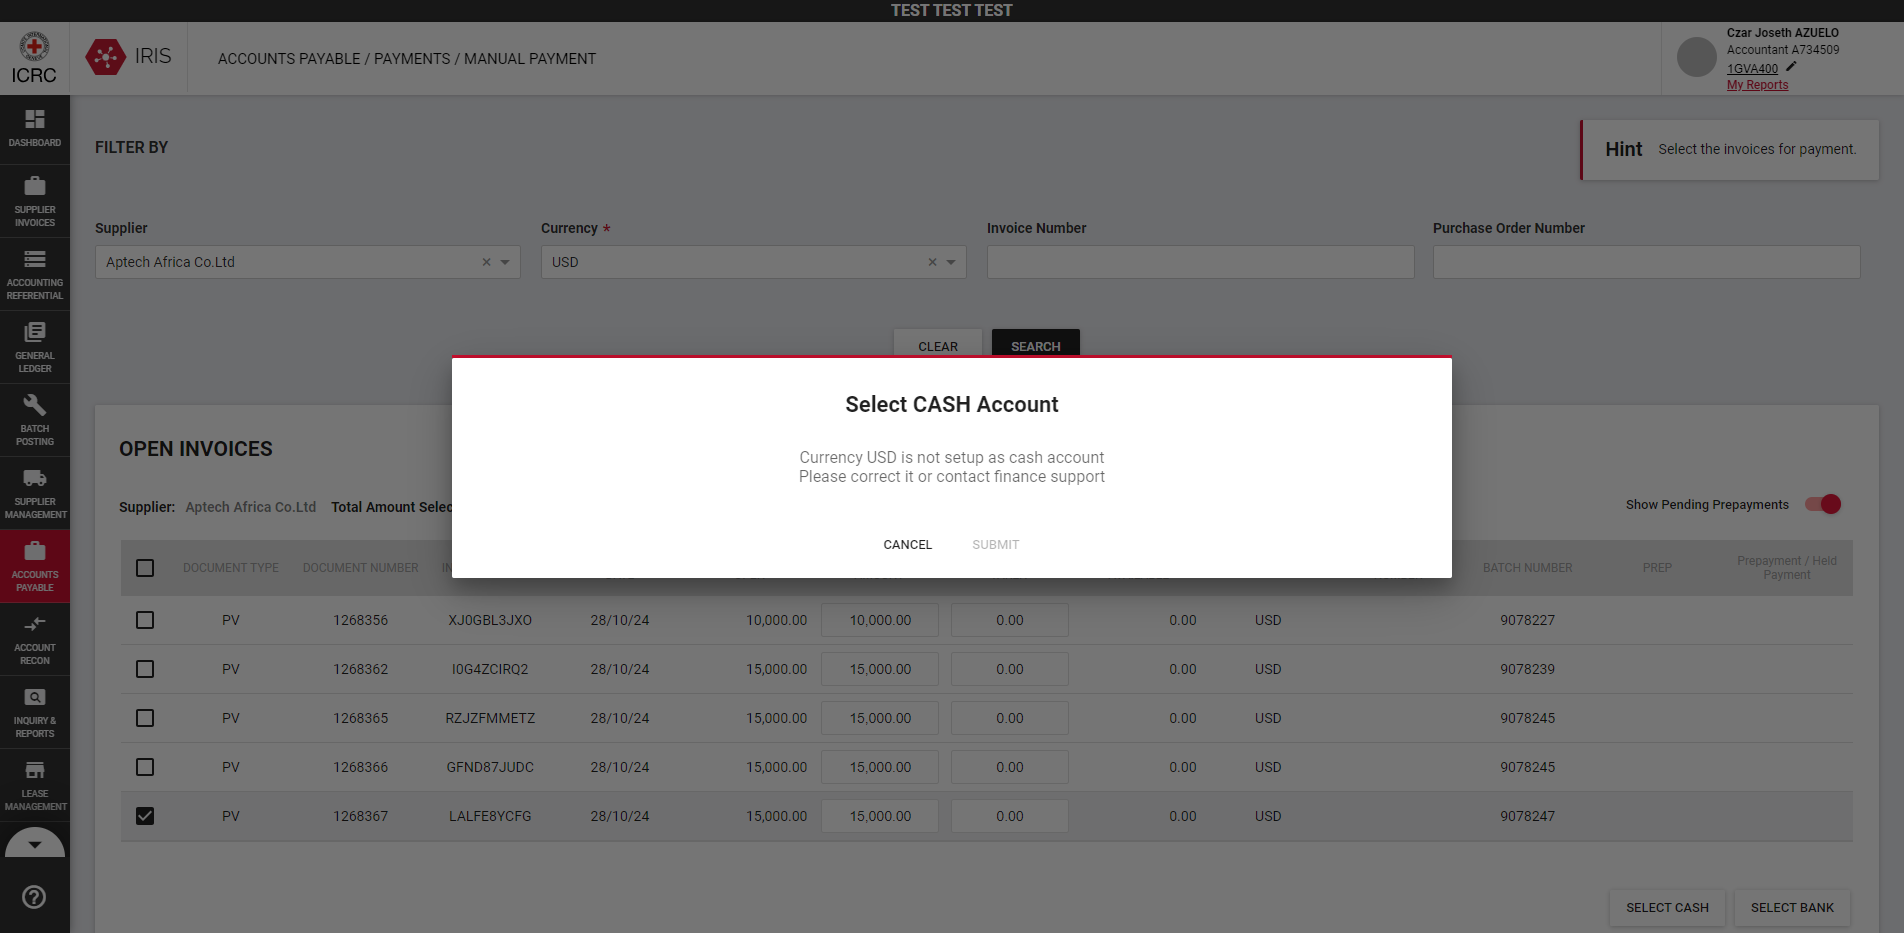 TEST TEST TEST
ICRC
IRIS
ACCOUNTS PAYABLE / PAYMENTS / MANUAL PAYMENT
Czar Joseth AZUELO
Accountant A734509
1GVA400
My Reports
DASHBOARD
SUPPLIER
INVOICES
ACCOUNTING
REFERENTIAL
GENERAL
LEDGER
BATCH
POSTING
SUPPLIER
MANAGEMENT
ACCOUNTS
PAYABLE
ACCOUNT
RECON
INQUIRY &
REPORTS
LEASE
MANAGEMENT
FILTER BY
Hint Select the invoices for payment.
Supplier Currency * Invoice Number Purchase Order Number
Aptech Africa Co.Ltd USD
CLEAR SEARCH
Select CASH Account
Currency USD is not setup as cash account
Please correct it or contact finance support
CANCEL SUBMIT
OPEN INVOICES
Supplier: Aptech Africa Co.Ltd Total Amount Selec
Show Pending Prepayments
DOCUMENT TYPE DOCUMENT NUMBER IN BATCH NUMBER PREP Prepayment / Held
Payment
PV 1268356 XJ0GBL3JXO 28/10/24 10,000.00 10,000.00 0.00 0.00 USD 9078227
PV 1268362 I0G4ZCIRQ2 28/10/24 15,000.00 15,000.00 0.00 0.00 USD 9078239
PV 1268365 RZJZFMMETZ 28/10/24 15,000.00 15,000.00 0.00 0.00 USD 9078245
PV 1268366 GFND87JUDC 28/10/24 15,000.00 15,000.00 0.00 0.00 USD 9078245
PV 1268367 LALFE8YCFG 28/10/24 15,000.00 15,000.00 0.00 0.00 USD 9078247
SELECT CASH SELECT BANK